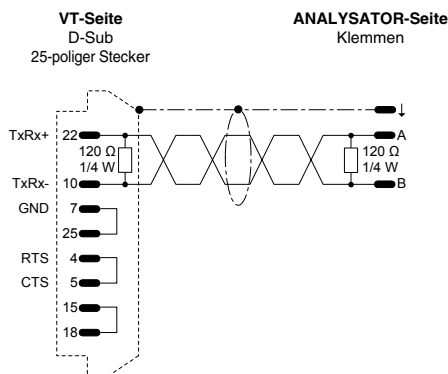 VT-Seite
D-Sub
25-poliger Stecker
ANALYSATOR-Seite
Klemmen
TxRx+ 22
A
120 Ω
1/4 W
120 Ω
1/4 W
TxRx- 10
B
GND 7
25
RTS 4
CTS 5
15
18